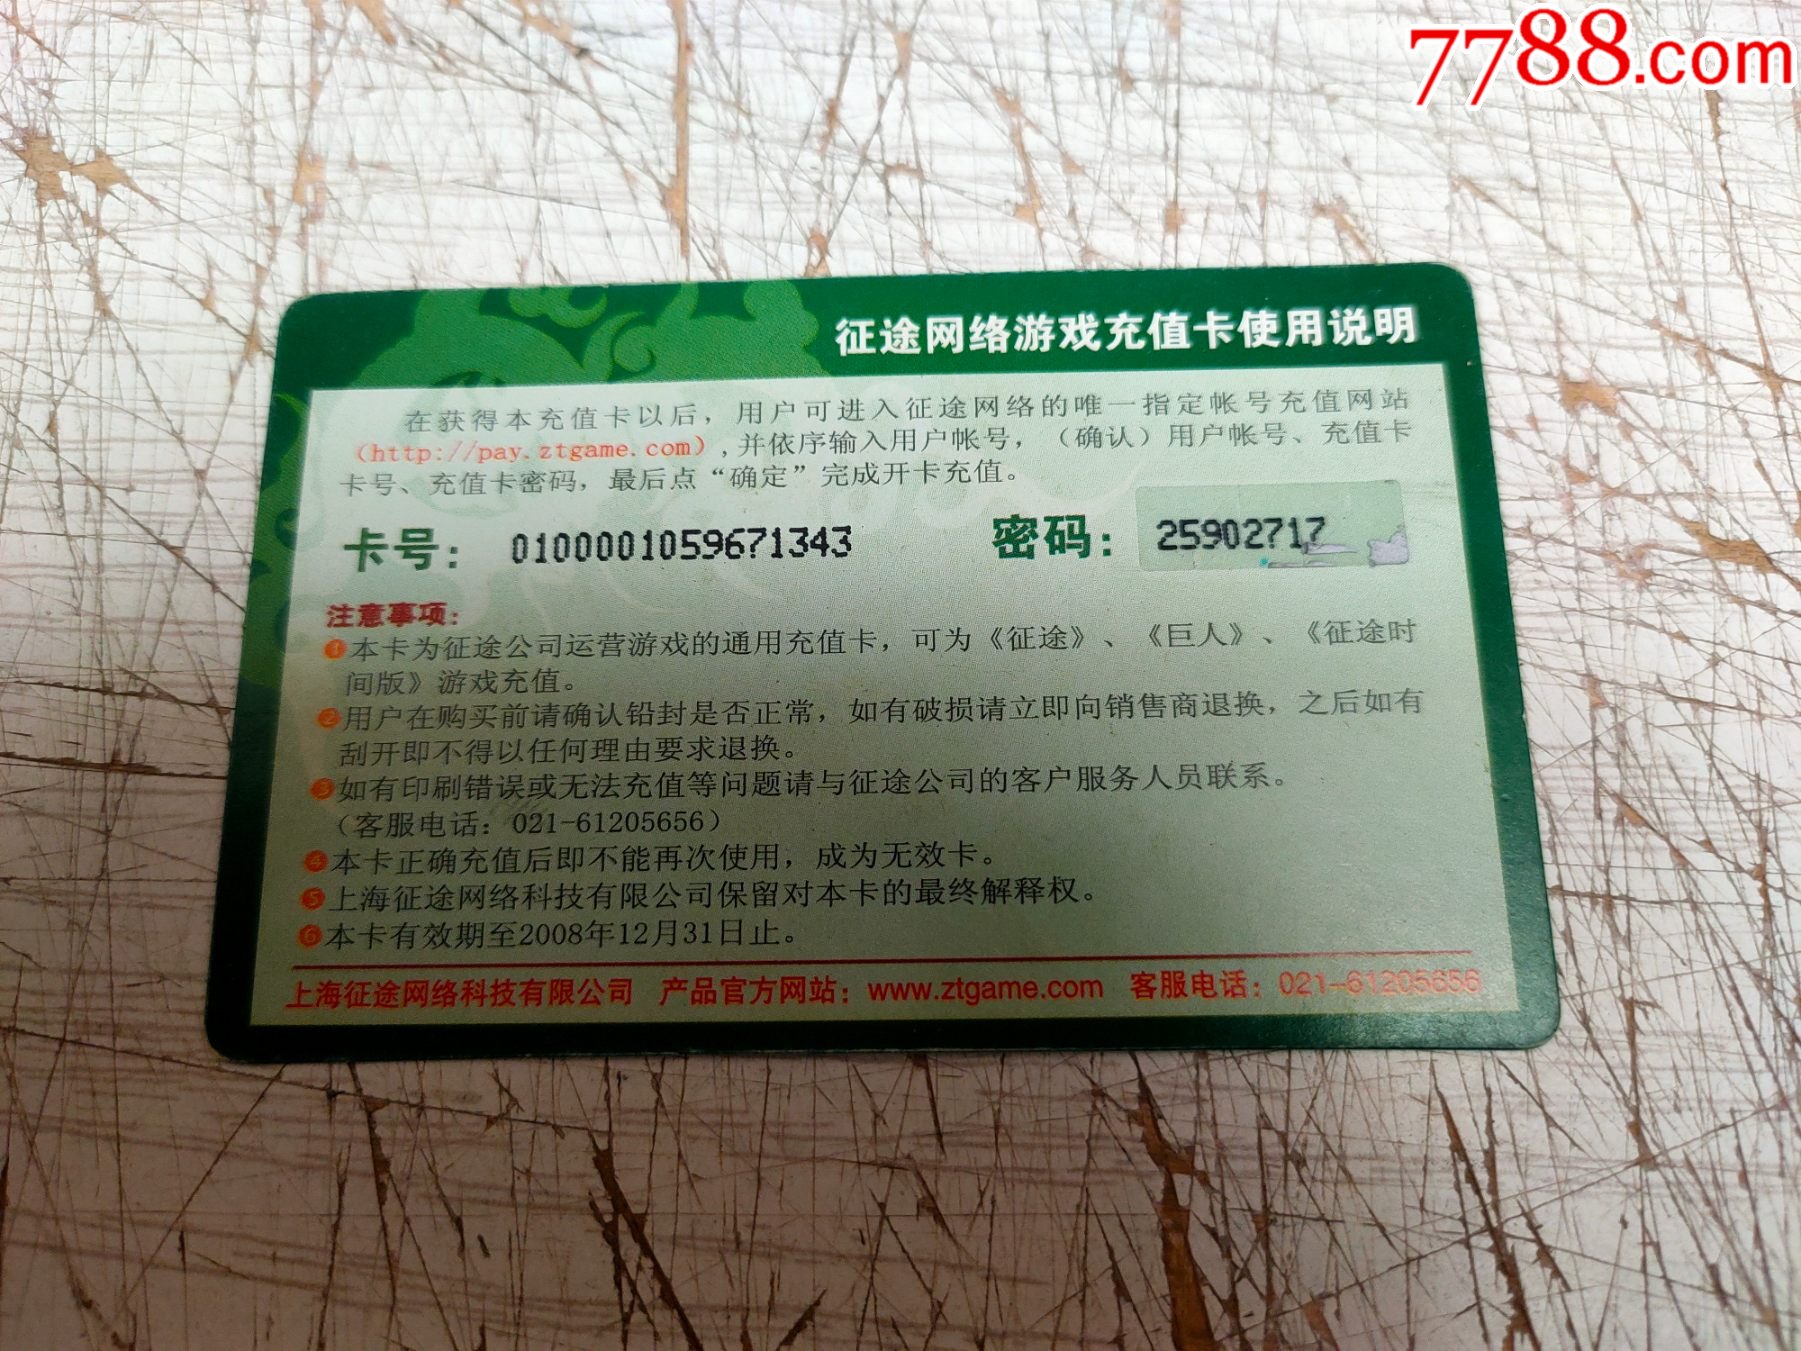 7788.com
征途网络游戏充值卡使用说明
在获得本充值卡以后，用户可进入征途网络的唯一指定帐号充值网站
（http://pay.ztgame.com）,并依序输入用户帐号，（确认）用户帐号、充值卡
卡号、充值卡密码，最后点“确定”完成开卡充值。
卡号： 0100001059671343 密码： 25902717
注意事项：
1本卡为征途公司运营游戏的通用充值卡，可为《征途》、《巨人》、《征途时
间版》游戏充值。
2用户在购买前请确认铅封是否正常，如有破损请立即向销售商退换，之后如有
刮开即不得以任何理由要求退换。
3如有印刷错误或无法充值等问题请与征途公司的客户服务人员联系。
（客服电话：021-61205656）
4本卡正确充值后即不能再次使用，成为无效卡。
5上海征途网络科技有限公司保留对本卡的最终解释权。
6本卡有效期至2008年12月31日止。
上海征途网络科技有限公司 产品官方网站：www.ztgame.com 客服电话：021-61205656